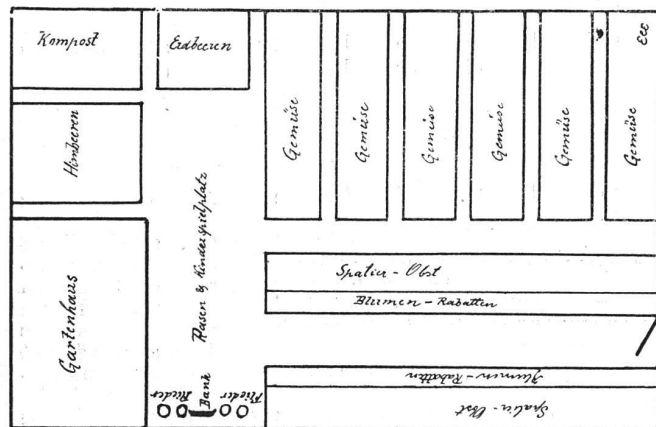 Kompost
Erdbeeren
Himbeeren
Gemüse
Gemüse
Gemüse
Gemüse
Gemüse
Gemüse
Gartenhaus
Rasen & Kinderspielplatz
Spalier-Obst
Blumen-Rabatten
Blumen-Rabatten
Spalier-Obst
Flieder
Bank
Flieder